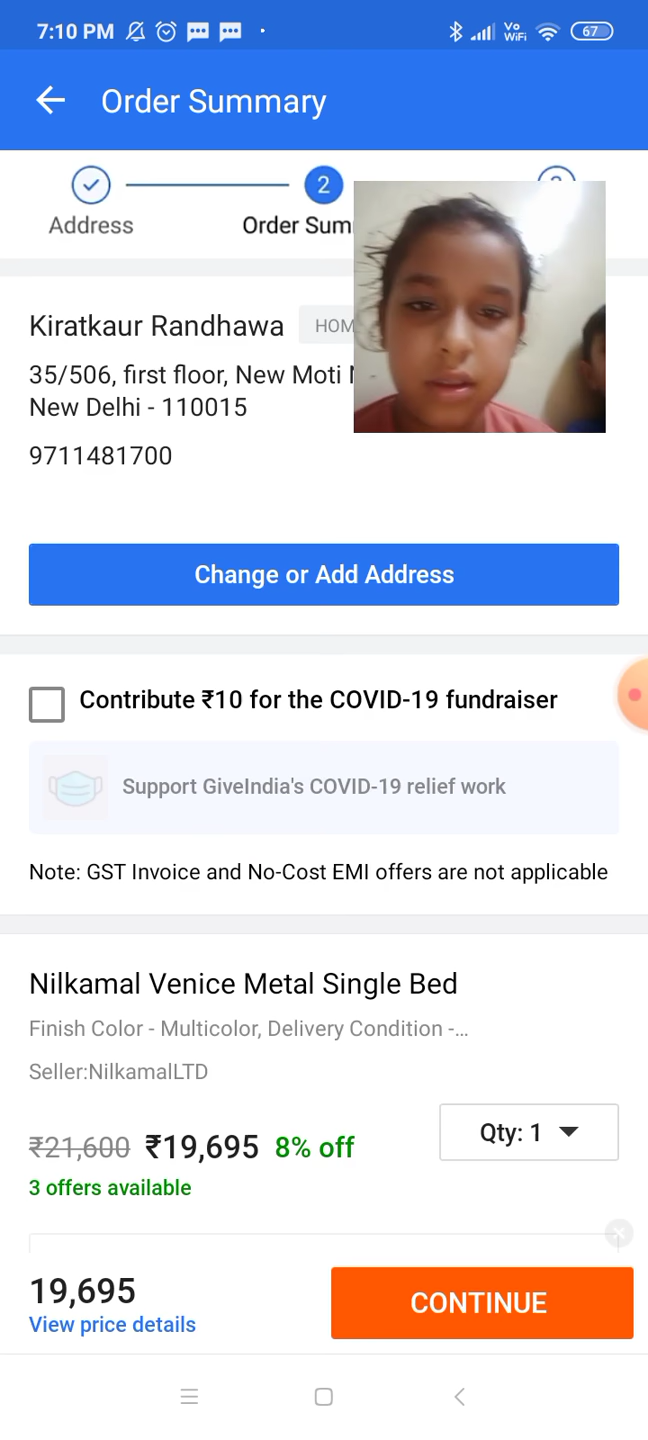 7:10 PM
Vo
WiFi
67
Order Summary
2
Address
Order Sum
Kiratkaur Randhawa
HOM
35/506, first floor, New Moti
New Delhi - 110015
9711481700
Change or Add Address
Contribute ₹10 for the COVID-19 fundraiser
Support GiveIndia's COVID-19 relief work
Note: GST Invoice and No-Cost EMI offers are not applicable
Nilkamal Venice Metal Single Bed
Finish Color - Multicolor, Delivery Condition -...
Seller:NilkamalLTD
₹21,600 ₹19,695 8% off
Qty: 1
3 offers available
19,695
View price details
CONTINUE